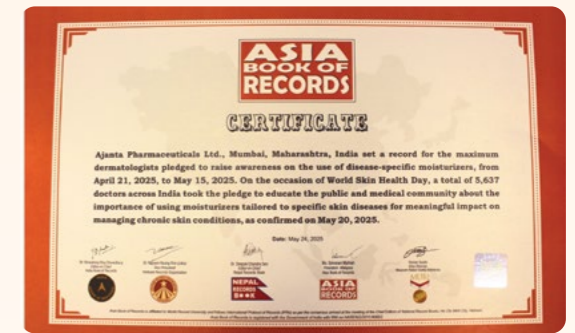 ASIA
BOOK OF
RECORDS
CERTIFICATE
Ajanta Pharmaceuticals Ltd., Mumbai, Maharashtra, India set a record for the maximum
dermatologists pledged to raise awareness on the use of disease-specific moisturizers, from
April 21, 2025, to May 15, 2025. On the occasion of World Skin Health Day, a total of 5,637
doctors across India took the pledge to educate the public and medical community about the
importance of using moisturizers tailored to specific skin diseases for meaningful impact on
managing chronic skin conditions, as confirmed on May 20, 2025.
Date: May 24, 2025
NEPAL
RECORDS
BOOK
ASIA
BOOK OF
RECORDS